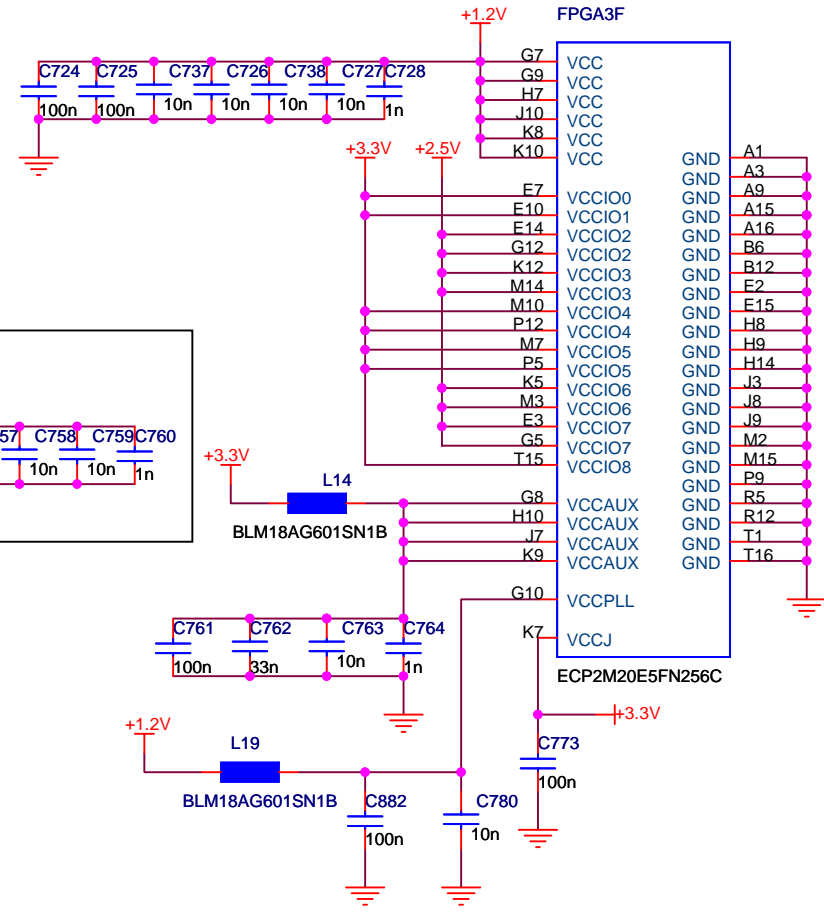 +1.2V
FPGA3F
C724 C725 C737 C726 C738 C727 C728
100n 100n 10n 10n 10n 10n 1n
+3.3V +2.5V
G7 VCC
G9 VCC
H7 VCC
J10 VCC
K8 VCC
K10 VCC
E7 VCCIO0
E10 VCCIO1
E14 VCCIO2
G12 VCCIO2
K12 VCCIO3
M14 VCCIO3
M10 VCCIO4
P12 VCCIO4
M7 VCCIO5
P5 VCCIO5
K5 VCCIO6
M3 VCCIO6
E3 VCCIO7
G5 VCCIO7
T15 VCCIO8
G8 VCCAUX
H10 VCCAUX
J7 VCCAUX
K9 VCCAUX
G10 VCCPLL
K7 VCCJ
GND A1
GND A3
GND A9
GND A15
GND A16
GND B6
GND B12
GND E2
GND E15
GND H8
GND H9
GND H14
GND J3
GND J8
GND J9
GND M2
GND M15
GND P9
GND R5
GND R12
GND T1
GND T16
ECP2M20E5FN256C
57 C758 C759 C760
10n 10n 1n
+3.3V
L14
BLM18AG601SN1B
C761 C762 C763 C764
100n 33n 10n 1n
+3.3V
+1.2V
L19
BLM18AG601SN1B
C773
100n
C882 C780
100n 10n